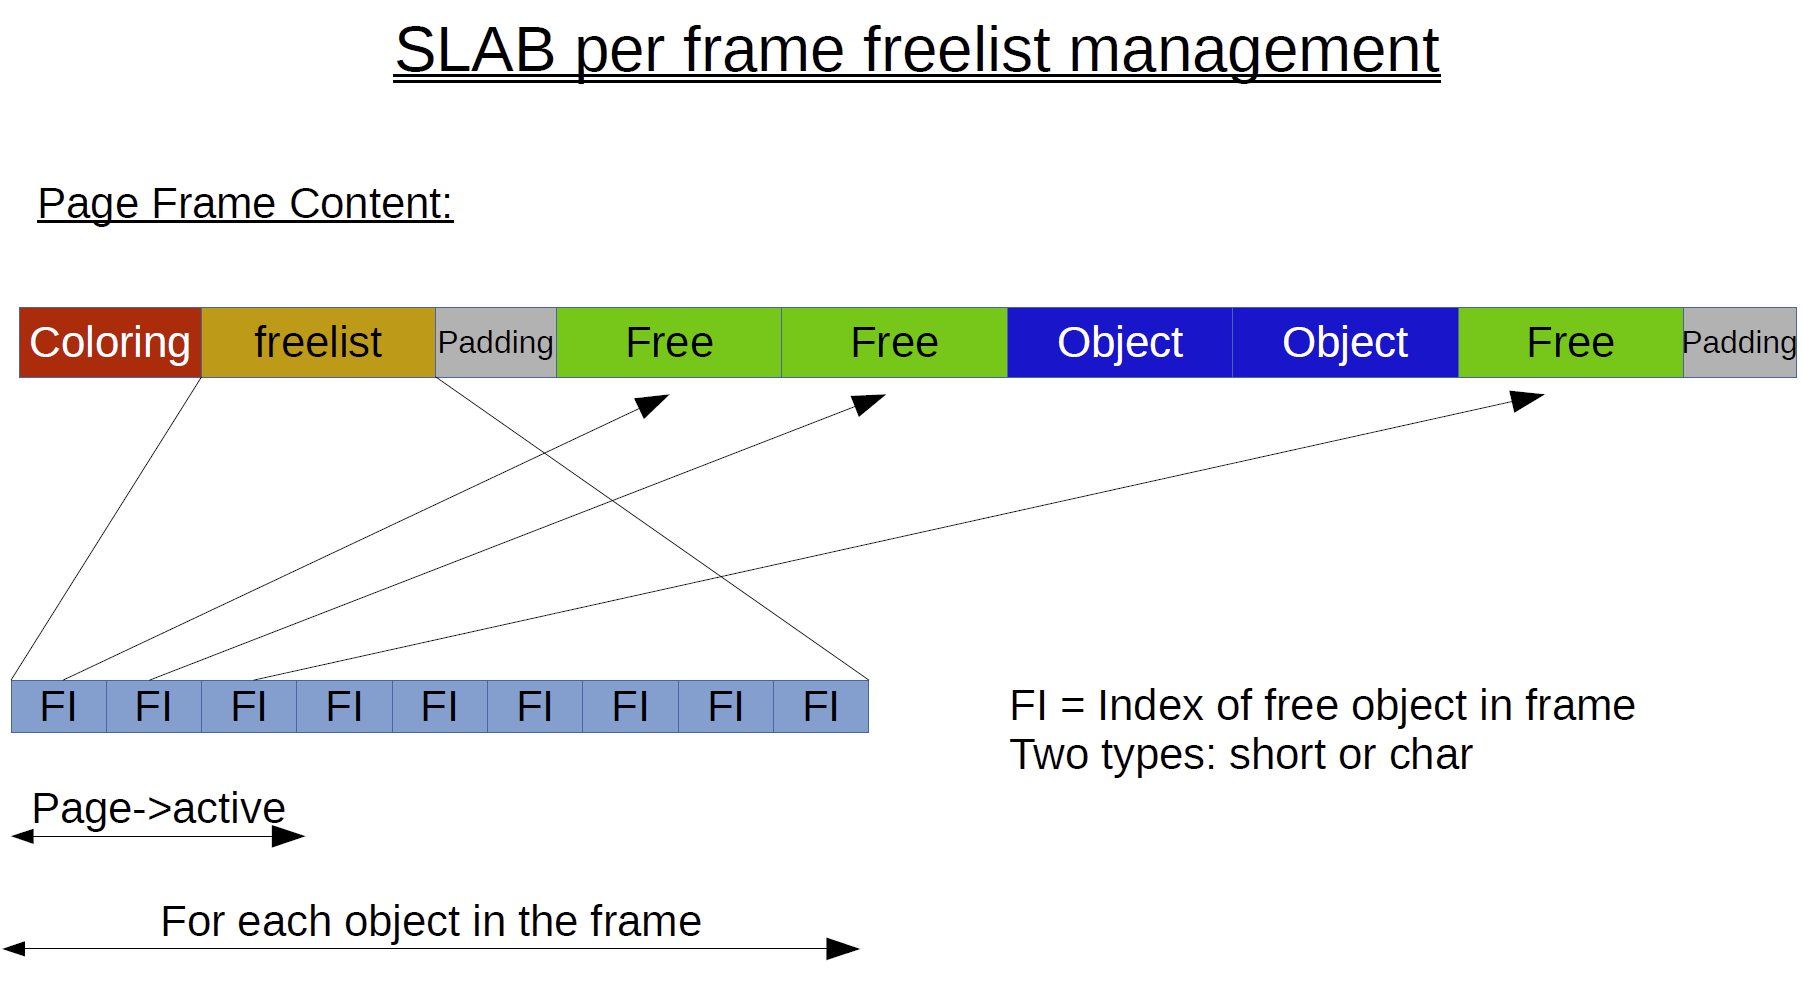 SLAB per frame freelist management
Page Frame Content:
Coloring freelist Padding Free Free Object Object Free Padding
FI FI FI FI FI FI FI FI FI
FI = Index of free object in frame
Two types: short or char
Page->active
For each object in the frame